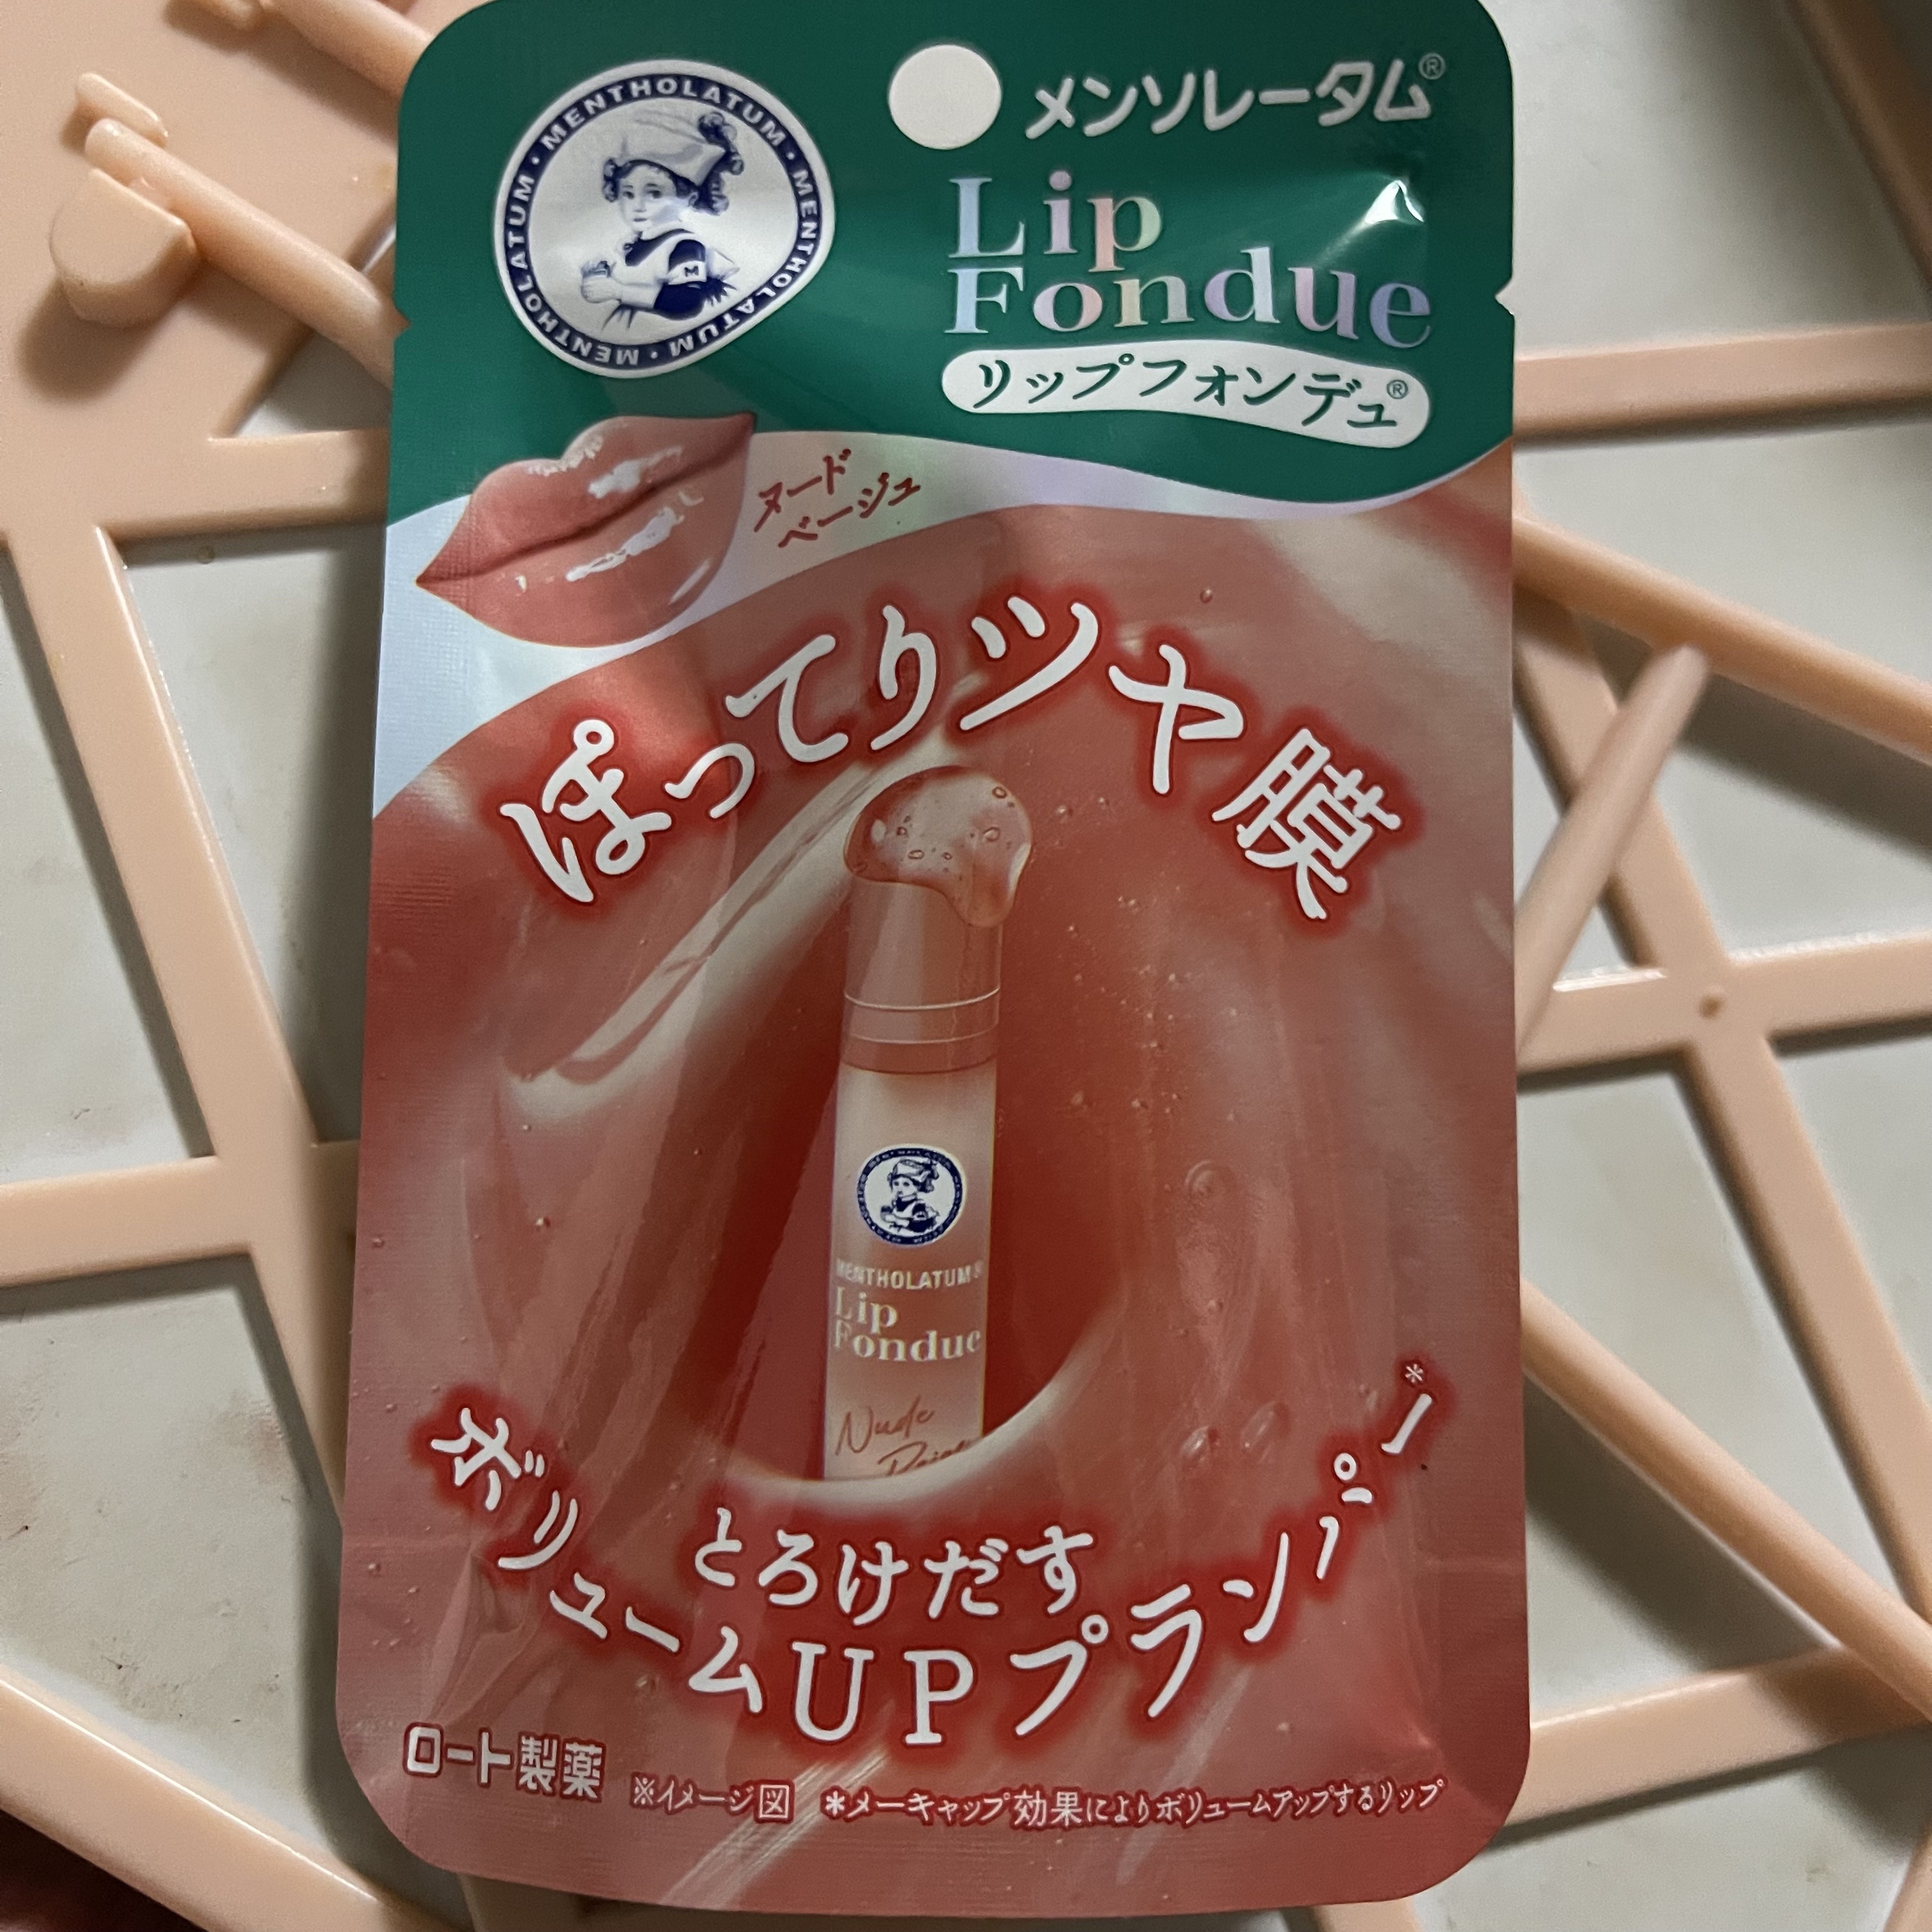 MENTHOLATUM · MENTHOLATUM · MENTHOLATUM ·
M
メンソレータム®
Lip
Fondue
リップフォンデュ®
ヌード
ベージュ
ぽってりツヤ膜
MENTHOLATUM®
Lip
Fondue
Nude
とろけだす
ボリュームUPプランパー*
ロート製薬
※イメージ図 *メーキャップ効果によりボリュームアップするリップ